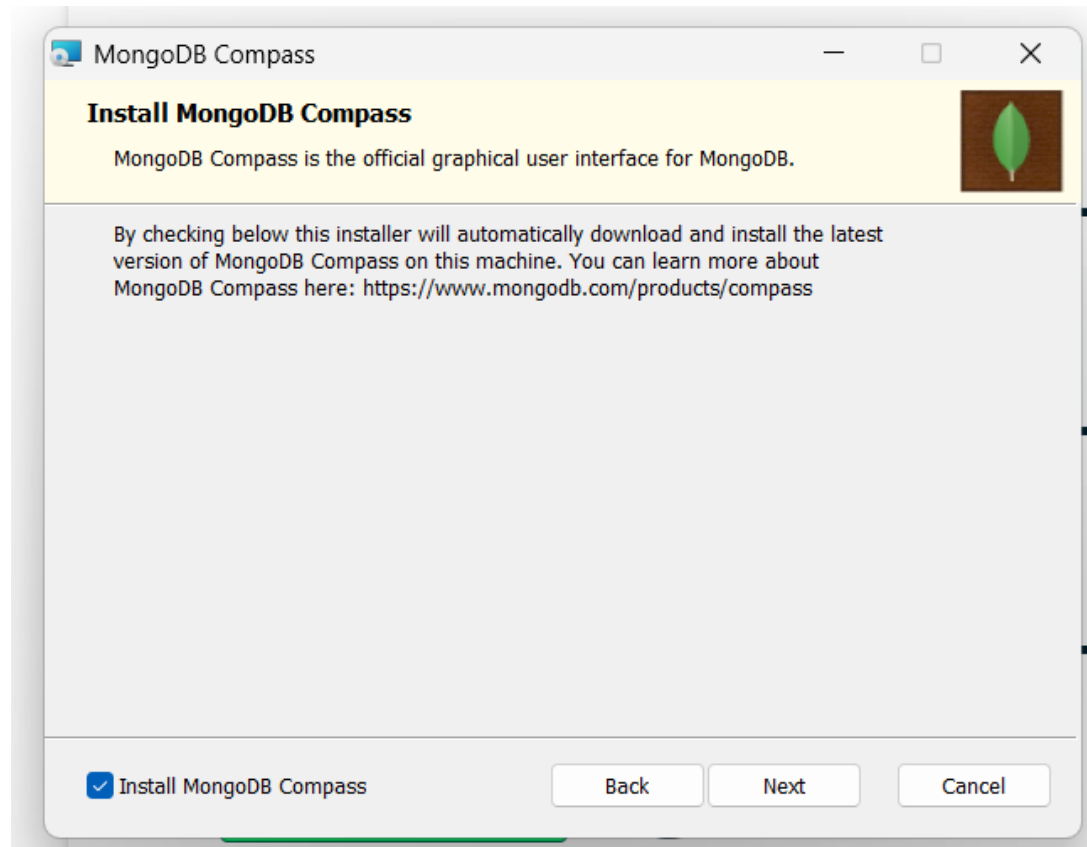 MongoDB Compass
Install MongoDB Compass
MongoDB Compass is the official graphical user interface for MongoDB.
By checking below this installer will automatically download and install the latest
version of MongoDB Compass on this machine. You can learn more about
MongoDB Compass here: https://www.mongodb.com/products/compass
Install MongoDB Compass
Back
Next
Cancel